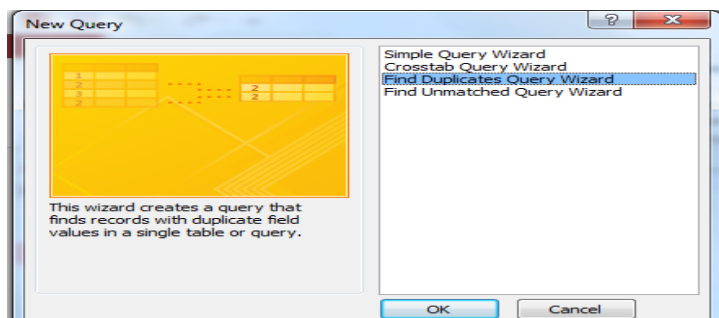 New Query
Simple Query Wizard
Crosstab Query Wizard
Find Duplicates Query Wizard
Find Unmatched Query Wizard
1
2
3
2
2
2
This wizard creates a query that
finds records with duplicate field
values in a single table or query.
OK
Cancel